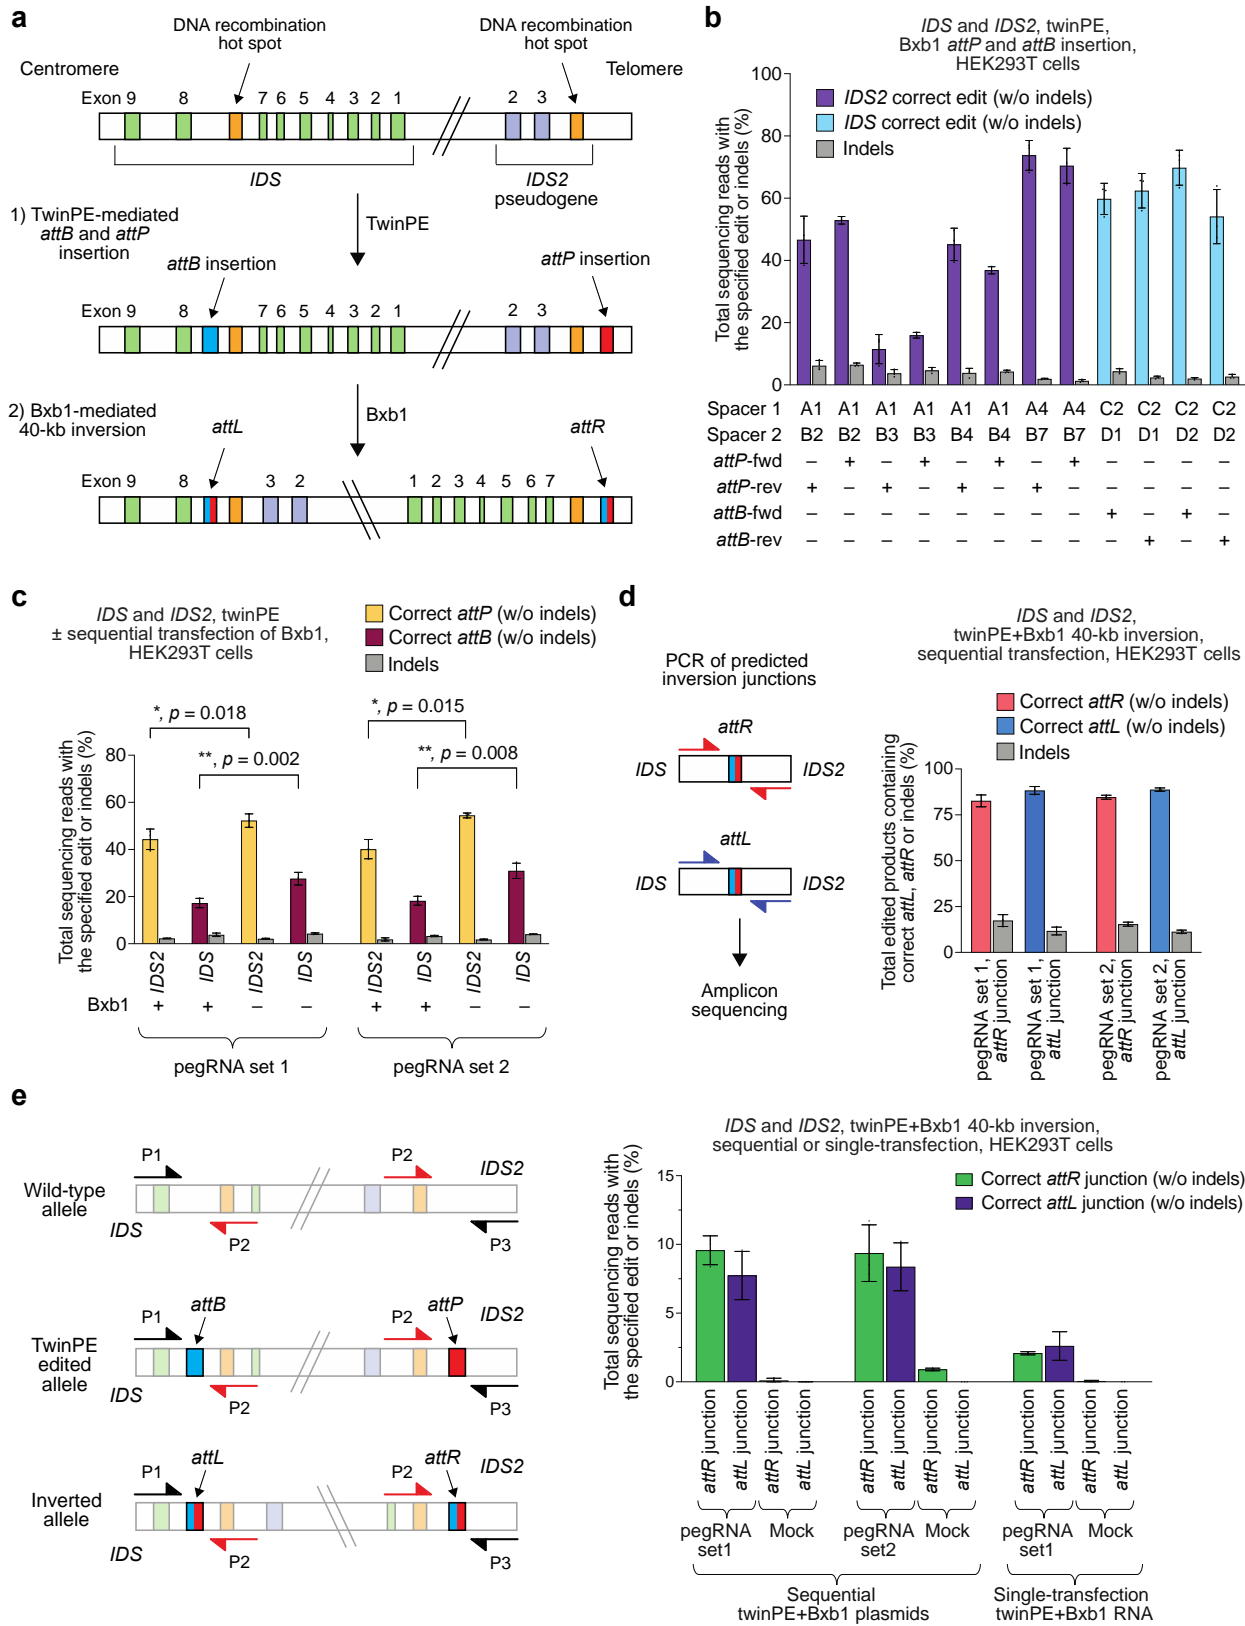 a
DNA recombination
hot spot
DNA recombination
hot spot
Centromere
Telomere
Exon 9 8 7 6 5 4 3 2 1 2 3
IDS
IDS2
pseudogene
1) TwinPE-mediated
attB and attP
insertion
TwinPE
attB insertion
attP insertion
Exon 9 8 7 6 5 4 3 2 1 2 3
2) Bxb1-mediated
40-kb inversion
Bxb1
attL
attR
Exon 9 8 3 2 1 2 3 4 5 6 7
b
IDS and IDS2, twinPE,
Bxb1 attP and attB insertion,
HEK293T cells
Total sequencing reads with
the specified edit or indels (%)
100
80
60
40
20
0
IDS2 correct edit (w/o indels)
IDS correct edit (w/o indels)
Indels
Spacer 1 A1 A1 A1 A1 A1 A1 A4 A4 C2 C2 C2 C2
Spacer 2 B2 B2 B3 B3 B4 B4 B7 B7 D1 D1 D2 D2
attP-fwd – + – + – + – + – – – –
attP-rev + – + – + – + – – – – –
attB-fwd – – – – – – – – + – + –
attB-rev – – – – – – – – – + – +
c
IDS and IDS2, twinPE
± sequential transfection of Bxb1,
HEK293T cells
Correct attP (w/o indels)
Correct attB (w/o indels)
Indels
*, p = 0.018
**, p = 0.002
*, p = 0.015
**, p = 0.008
Total sequencing reads with
the specified edit or indels (%)
80
60
40
20
0
IDS2 IDS IDS2 IDS IDS2 IDS IDS2 IDS
Bxb1 + + – – + + – –
pegRNA set 1
pegRNA set 2
d
PCR of predicted
inversion junctions
attR
IDS IDS2
attL
IDS IDS2
Amplicon
sequencing
IDS and IDS2,
twinPE+Bxb1 40-kb inversion,
sequential transfection, HEK293T cells
Correct attR (w/o indels)
Correct attL (w/o indels)
Indels
Total edited products containing
correct attL, attR or indels (%)
100
75
50
25
0
pegRNA set 1,
attR junction
pegRNA set 1,
attL junction
pegRNA set 2,
attR junction
pegRNA set 2,
attL junction
e
P1
P2
IDS2
Wild-type
allele
IDS
P2
P3
P1
attB
P2
attP
IDS2
TwinPE
edited
allele
IDS
P2
P3
P1
attL
P2
attR
IDS2
Inverted
allele
IDS
P2
P3
IDS and IDS2, twinPE+Bxb1 40-kb inversion,
sequential or single-transfection, HEK293T cells
Correct attR junction (w/o indels)
Correct attL junction (w/o indels)
Total sequencing reads with
the specified edit or indels (%)
15
10
5
0
attR junction
attL junction
attR junction
attL junction
attR junction
attL junction
attR junction
attL junction
attR junction
attL junction
attR junction
attL junction
pegRNA
set1
Mock
pegRNA
set2
Mock
pegRNA
set1
Mock
Sequential
twinPE+Bxb1 plasmids
Single-transfection
twinPE+Bxb1 RNA